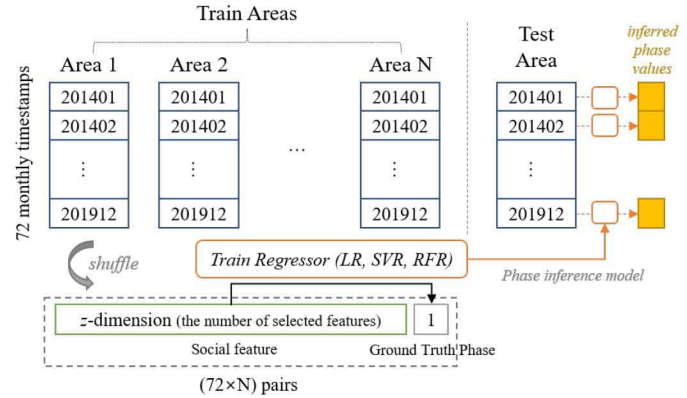 Train Areas
Area 1
Area 2
Area N
Test
Area
inferred
phase
values
72 monthly timestamps
201401
201402
⋮
201912
201401
201402
⋮
201912
...
201401
201402
⋮
201912
201401
201402
⋮
201912
shuffle
Train Regressor (LR, SVR, RFR)
Phase inference model
z-dimension (the number of selected features)
1
Social feature
Ground Truth Phase
(72×N) pairs